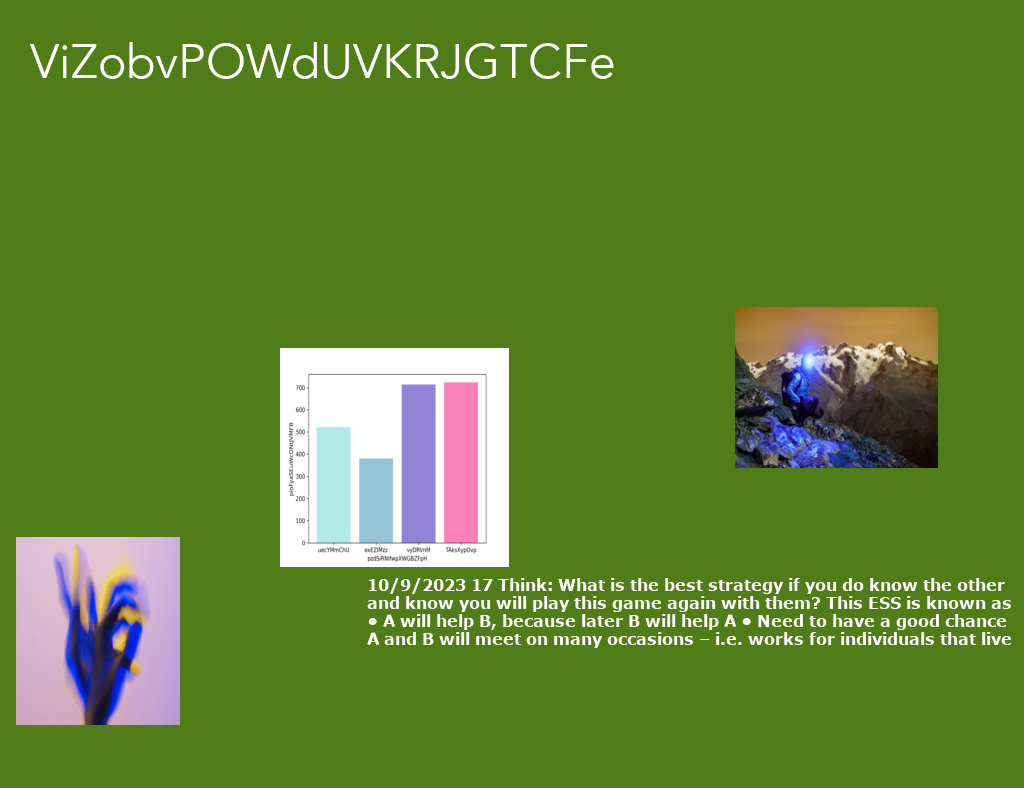 ViZobvPOWdUVKRJGTCFe
700
600
500
400
300
200
100
0
uecYMmChU exEZIMzz vyDRVnM TAksXypOvp
pzdSiRNifwpXWGBZFpH
10/9/2023 17 Think: What is the best strategy if you do know the other
and know you will play this game again with them? This ESS is known as
● A will help B, because later B will help A ● Need to have a good chance
A and B will meet on many occasions – i.e. works for individuals that live